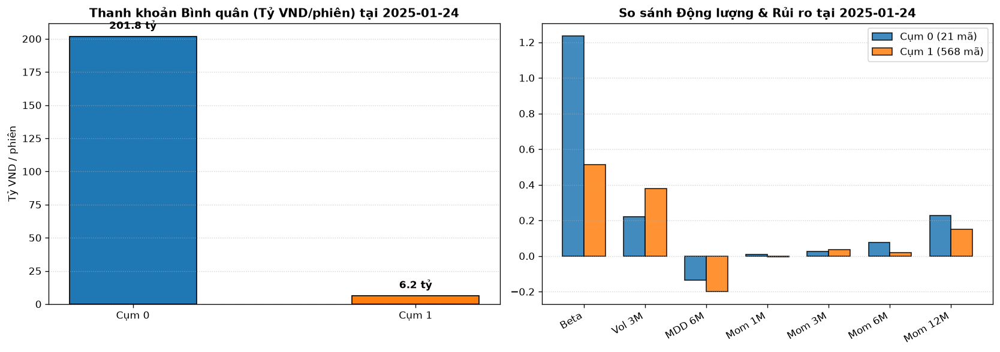 Thanh khoản Bình quân (Tỷ VND/phiên) tại 2025-01-24
201.8 tỷ
200
175
150
125
100
75
50
25
0
Tỷ VND / phiên
6.2 tỷ
Cụm 0
Cụm 1
So sánh Động lượng & Rủi ro tại 2025-01-24
Cụm 0 (21 mã)
Cụm 1 (568 mã)
1.2
1.0
0.8
0.6
0.4
0.2
0.0
−0.2
Beta
Vol 3M
MDD 6M
Mom 1M
Mom 3M
Mom 6M
Mom 12M